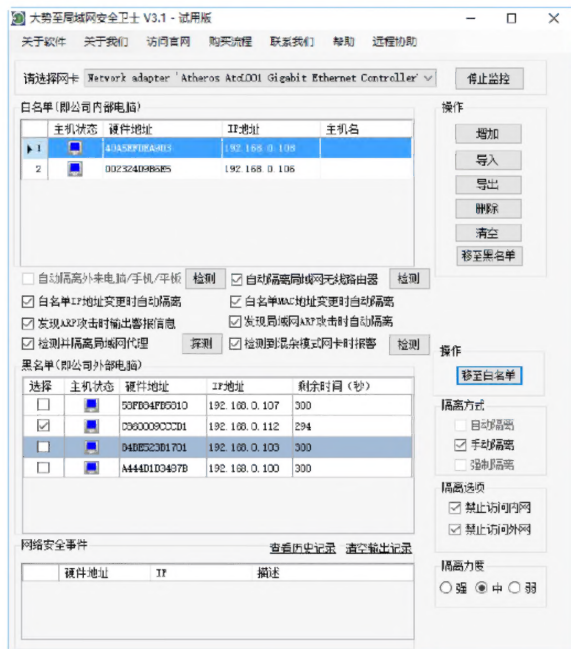 大势至局域网安全卫士 V3.1 - 试用版
关于软件 关于我们 访问官网 购买流程 联系我们 帮助 远程协助
请选择网卡 Network adapter 'Atheros AtcL001 Gigabit Ethernet Controller' 停止监控
白名单(即公司内部电脑) 操作
主机状态 硬件地址 IP地址 主机名
1 192.168.0.108
2 002324D9B6E5 192.168.0.106
增加
导入
导出
删除
清空
移至黑名单
自动隔离外来电脑/手机/平板 检测 自动隔离局域网无线路由器 检测
白名单IP地址变更时自动隔离 白名单MAC地址变更时自动隔离
发现ARP攻击时输出警报信息 发现局域网ARP攻击时自动隔离
检测并隔离局域网代理 探测 检测到混杂模式网卡时报警 检测
黑名单(即公司外部电脑) 操作
移至白名单
选择 主机状态 硬件地址 IP地址 剩余时间(秒)
192.168.0.107 300
192.168.0.112 294
192.168.0.103 300
A444D1D3497B 192.168.0.100 300
隔离方式
自动隔离
手动隔离
强制隔离
隔离选项
禁止访问内网
禁止访问外网
网络安全事件 查看历史记录 清空输出记录
硬件地址 IP 描述
隔离力度
强 中 弱